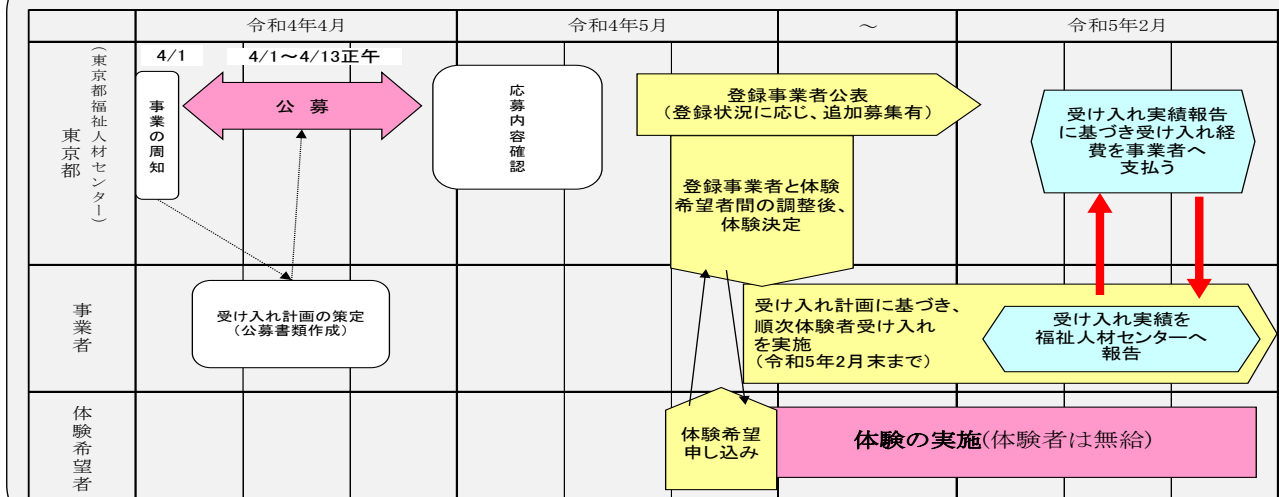 令和4年4月
令和4年5月
～
令和5年2月
東京都
（東京都福祉人材センター）
4/1
事業の周知
4/1～4/13正午
公 募
応募内容確認
登録事業者公表
（登録状況に応じ、追加募集有）
登録事業者と体験
希望者間の調整後、
体験決定
受け入れ実績報告
に基づき受け入れ経
費を事業者へ
支払う
事業者
受け入れ計画の策定
（公募書類作成）
受け入れ計画に基づき、
順次体験者受け入れ
を実施
（令和5年2月末まで）
受け入れ実績を
福祉人材センターへ
報告
体験希望者
体験希望
申し込み
体験の実施(体験者は無給)